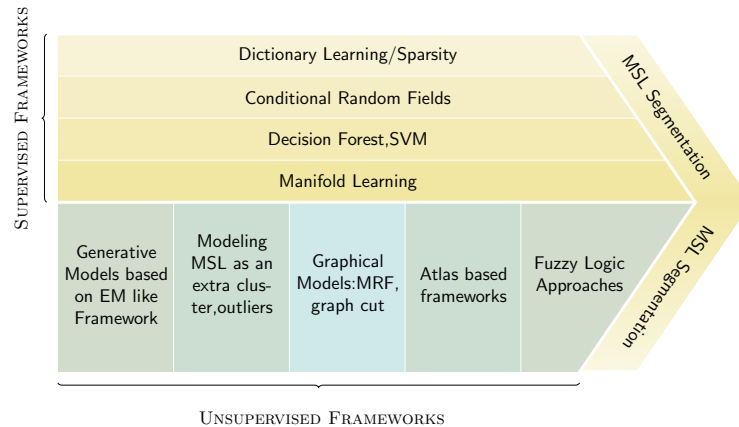 SUPERVISED FRAMEWORKS
Dictionary Learning/Sparsity
Conditional Random Fields
Decision Forest,SVM
Manifold Learning
MSL Segmentation
Generative
Models based
on EM like
Framework
Modeling
MSL as an
extra clus-
ter,outliers
Graphical
Models:MRF,
graph cut
Atlas based
frameworks
Fuzzy Logic
Approaches
MSL Segmentation
UNSUPERVISED FRAMEWORKS